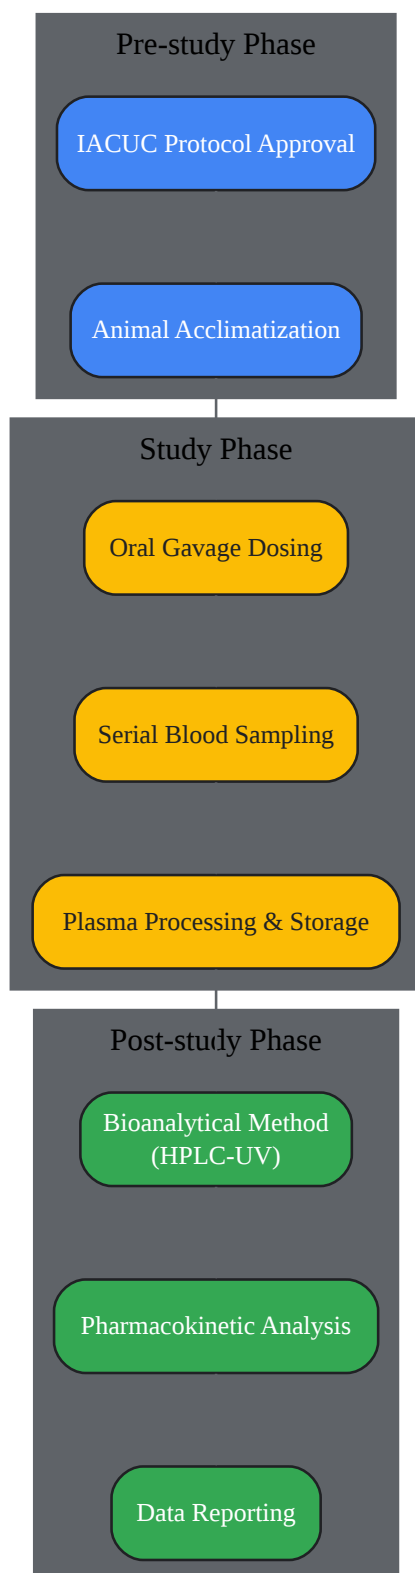 Pre-study Phase
IACUC Protocol Approval
Animal Acclimatization
Study Phase
Oral Gavage Dosing
Serial Blood Sampling
Plasma Processing & Storage
Post-study Phase
Bioanalytical Method
(HPLC-UV)
Pharmacokinetic Analysis
Data Reporting